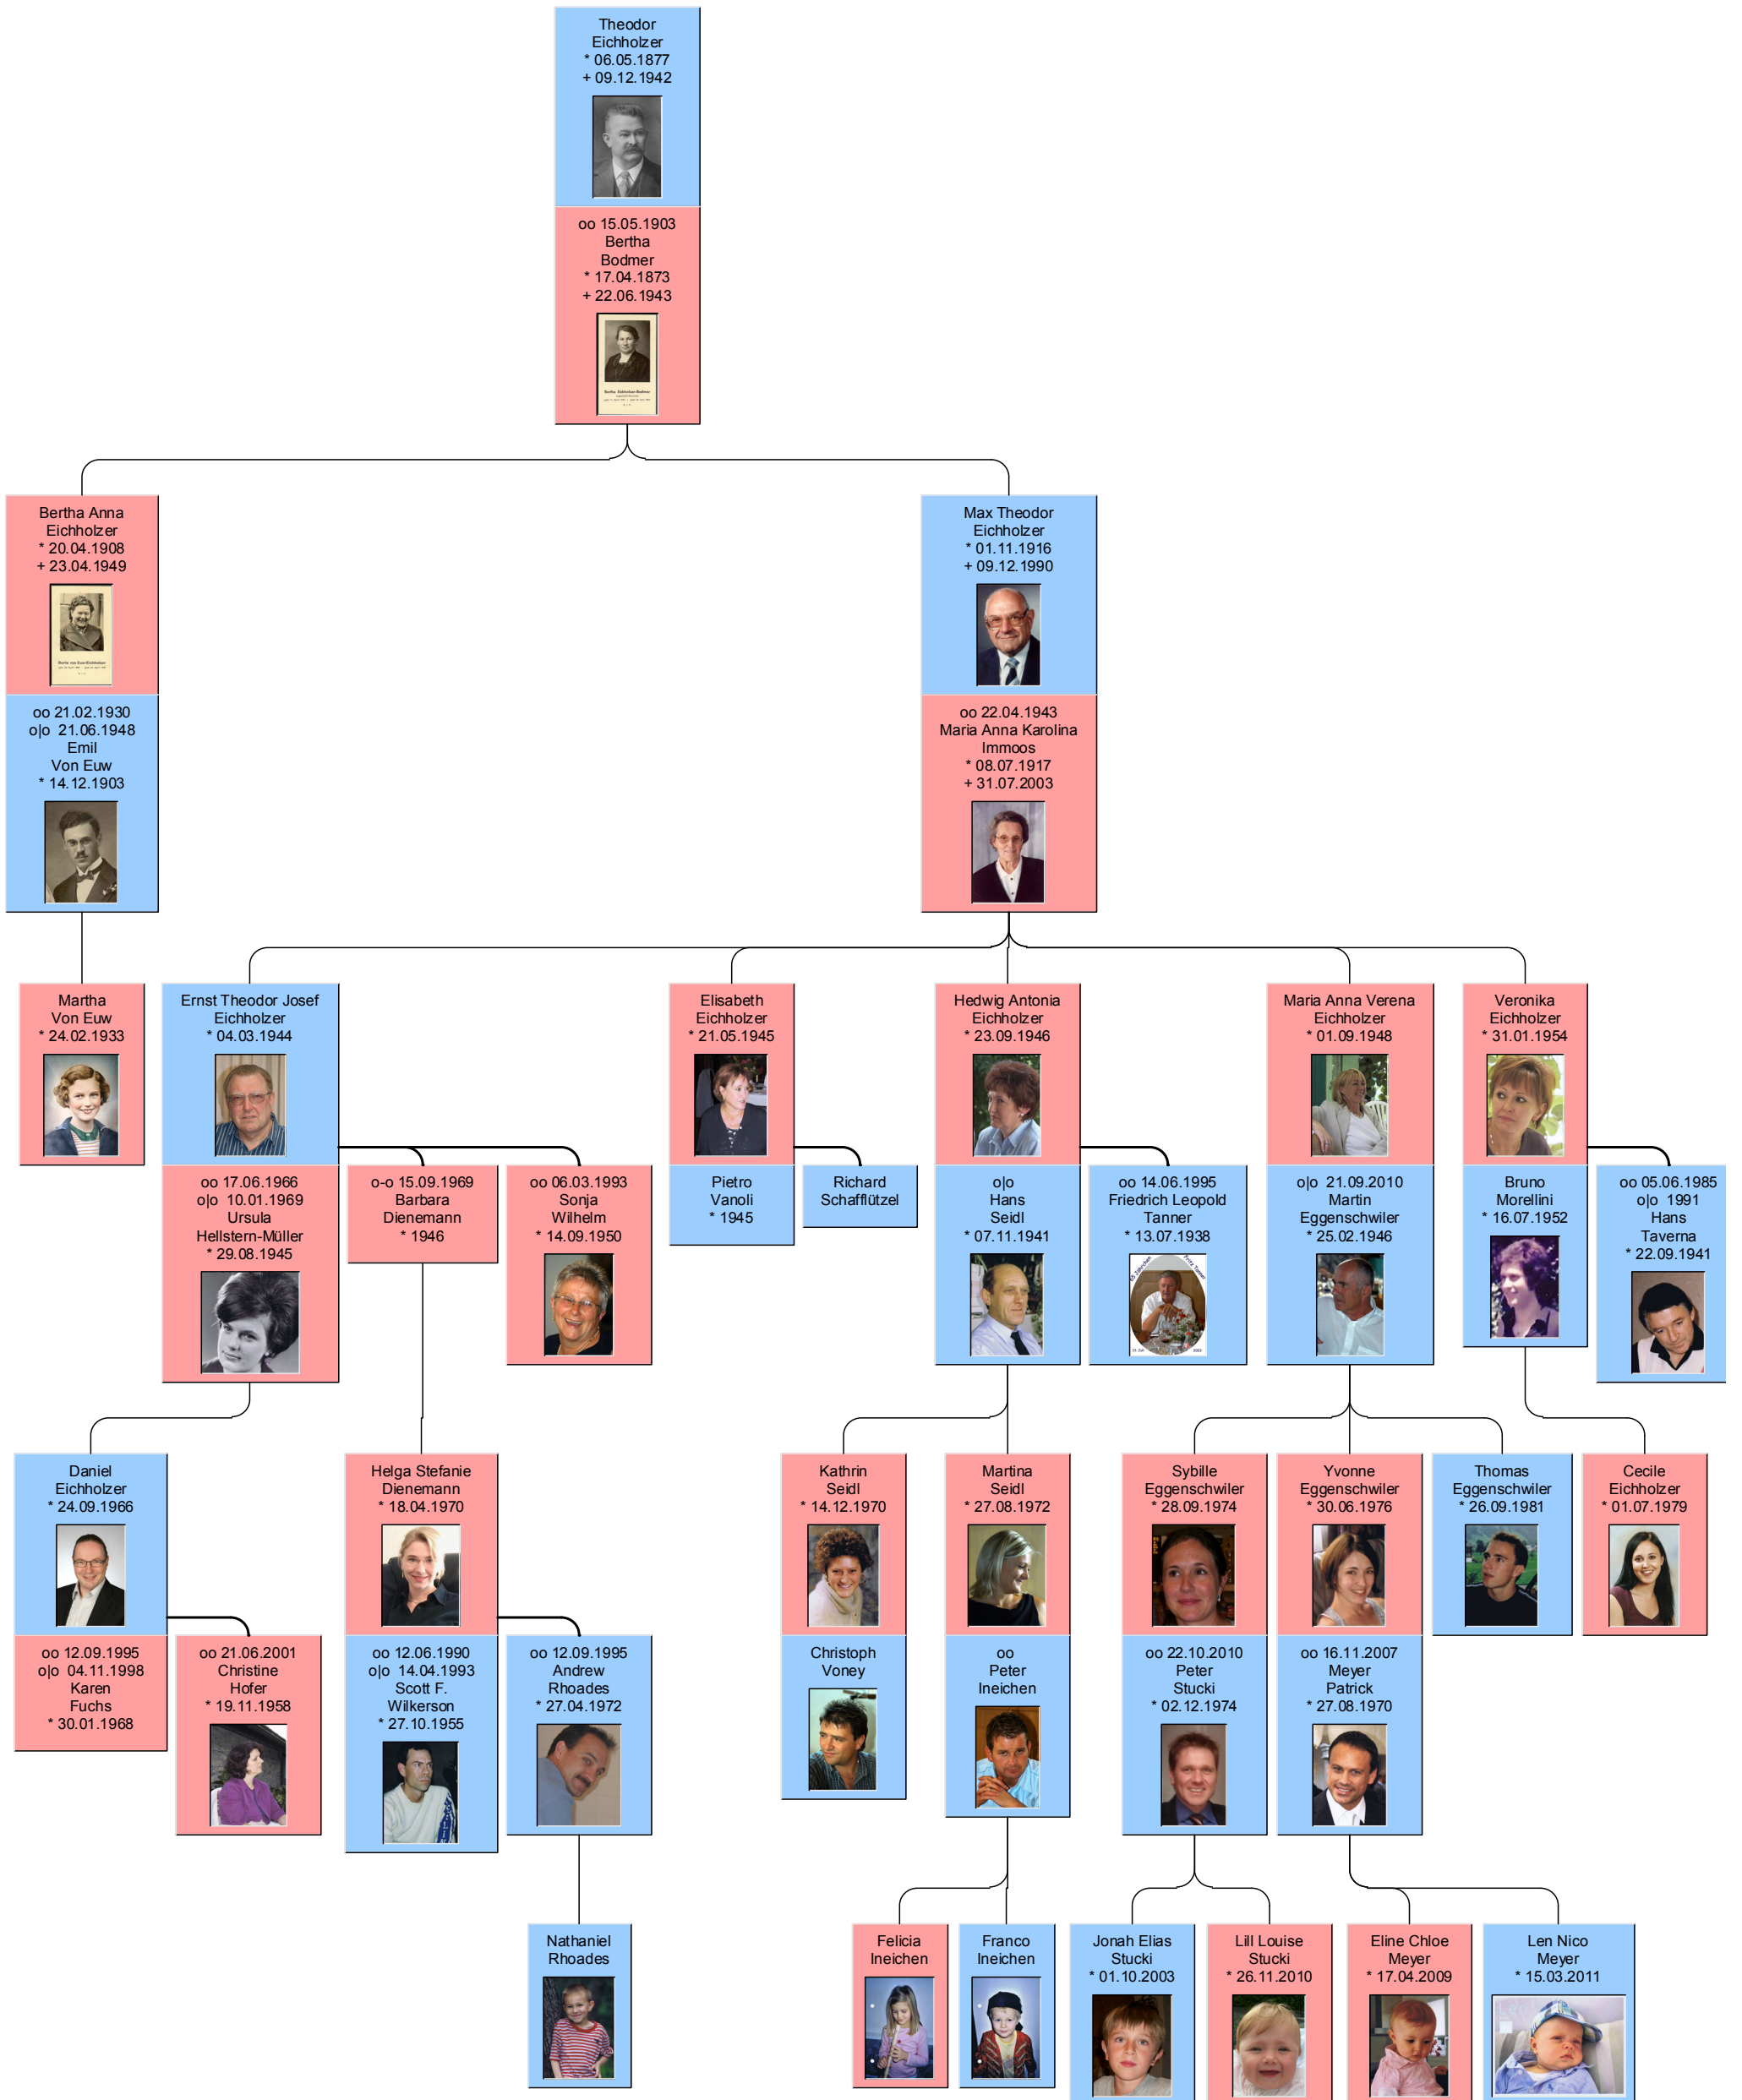 Theodor
Eichholzer
* 06.05.1877
+ 09.12.1942
oo 15.05.1903
Bertha
Bodmer
* 17.04.1873
+ 22.06.1943
Bertha Anna
Eichholzer
* 20.04.1908
+ 23.04.1949
oo 21.02.1930
o|o 21.06.1948
Emil
Von Euw
* 14.12.1903
Max Theodor
Eichholzer
* 01.11.1916
+ 09.12.1990
oo 22.04.1943
Maria Anna Karolina
Immoos
* 08.07.1917
+ 31.07.2003
Martha
Von Euw
* 24.02.1933
Ernst Theodor Josef
Eichholzer
* 04.03.1944
oo 17.06.1966
o|o 10.01.1969
Ursula
Hellstern-Müller
* 29.08.1945
o-o 15.09.1969
Barbara
Dienemann
* 1946
oo 06.03.1993
Sonja
Wilhelm
* 14.09.1950
Elisabeth
Eichholzer
* 21.05.1945
Pietro
Vanoli
* 1945
Richard
Schafflützel
Hedwig Antonia
Eichholzer
* 23.09.1946
o|o
Hans
Seidl
* 07.11.1941
oo 14.06.1995
Friedrich Leopold
Tanner
* 13.07.1938
Maria Anna Verena
Eichholzer
* 01.09.1948
o|o 21.09.2010
Martin
Eggenschwiler
* 25.02.1946
Veronika
Eichholzer
* 31.01.1954
Bruno
Morellini
* 16.07.1952
oo 05.06.1985
o|o 1991
Hans
Taverna
* 22.09.1941
Daniel
Eichholzer
* 24.09.1966
oo 12.09.1995
o|o 04.11.1998
Karen
Fuchs
* 30.01.1968
oo 21.06.2001
Christine
Hofer
* 19.11.1958
Helga Stefanie
Dienemann
* 18.04.1970
oo 12.06.1990
o|o 14.04.1993
Scott F.
Wilkerson
* 27.10.1955
oo 12.09.1995
Andrew
Rhoades
* 27.04.1972
Kathrin
Seidl
* 14.12.1970
Christoph
Voney
Martina
Seidl
* 27.08.1972
oo
Peter
Ineichen
Sybille
Eggenschwiler
* 28.09.1974
oo 22.10.2010
Peter
Stucki
* 02.12.1974
Yvonne
Eggenschwiler
* 30.06.1976
oo 16.11.2007
Meyer
Patrick
* 27.08.1970
Thomas
Eggenschwiler
* 26.09.1981
Cecile
Eichholzer
* 01.07.1979
Nathaniel
Rhoades
Felicia
Ineichen
Franco
Ineichen
Jonah Elias
Stucki
* 01.10.2003
Lill Louise
Stucki
* 26.11.2010
Eline Chloe
Meyer
* 17.04.2009
Len Nico
Meyer
* 15.03.2011